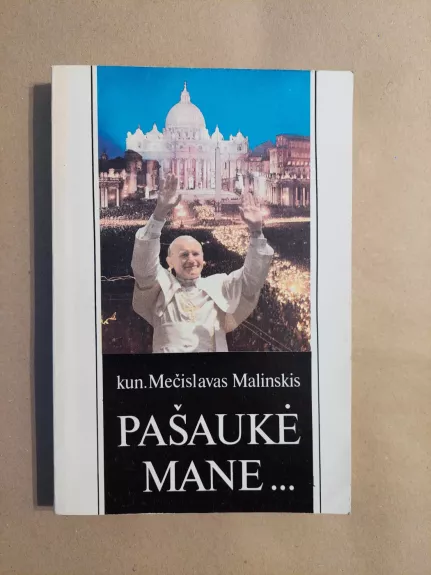 kun. Mečislavas Malinskis
PAŠAUKĖ
MANE...